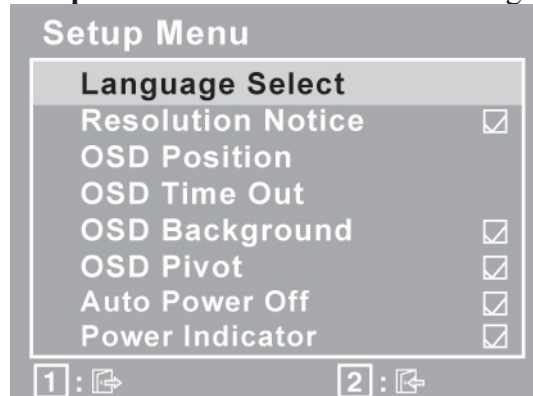 Setup Menu
Language Select
Resolution Notice
OSD Position
OSD Time Out
OSD Background
OSD Pivot
Auto Power Off
Power Indicator
1 : 2 :